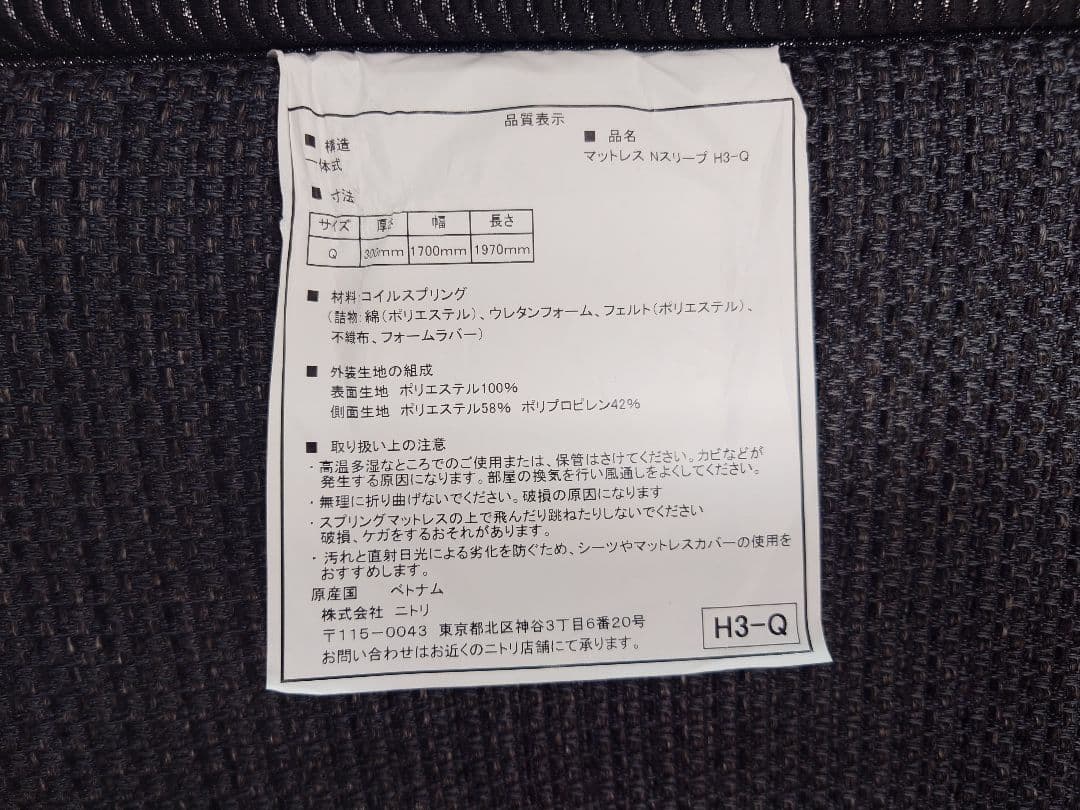 品質表示
■ 構造
一体式
■ 品名
マットレス Nスリープ H3-Q
■ 寸法
サイズ 厚さ 幅 長さ
Q 300mm 1700mm 1970mm
■ 材料:コイルスプリング
(詰物:綿(ポリエステル)、ウレタンフォーム、フェルト(ポリエステル)、
不織布、フォームラバー)
■ 外装生地の組成
表面生地 ポリエステル100%
側面生地 ポリエステル58% ポリプロピレン42%
■ 取り扱い上の注意
・高温多湿なところでのご使用または、保管はさけてください。カビなどが
発生する原因になります。部屋の換気を行い風通しをよくしてください。
・無理に折り曲げないでください。破損の原因になります
・スプリングマットレスの上で飛んだり跳ねたりしないでください
破損、ケガをするおそれがあります。
・汚れと直射日光による劣化を防ぐため、シーツやマットレスカバーの使用を
おすすめします。
原産国 ベトナム
株式会社 ニトリ
〒115-0043 東京都北区神谷3丁目6番20号
お問い合わせはお近くのニトリ店舗にて承ります。
H3-Q